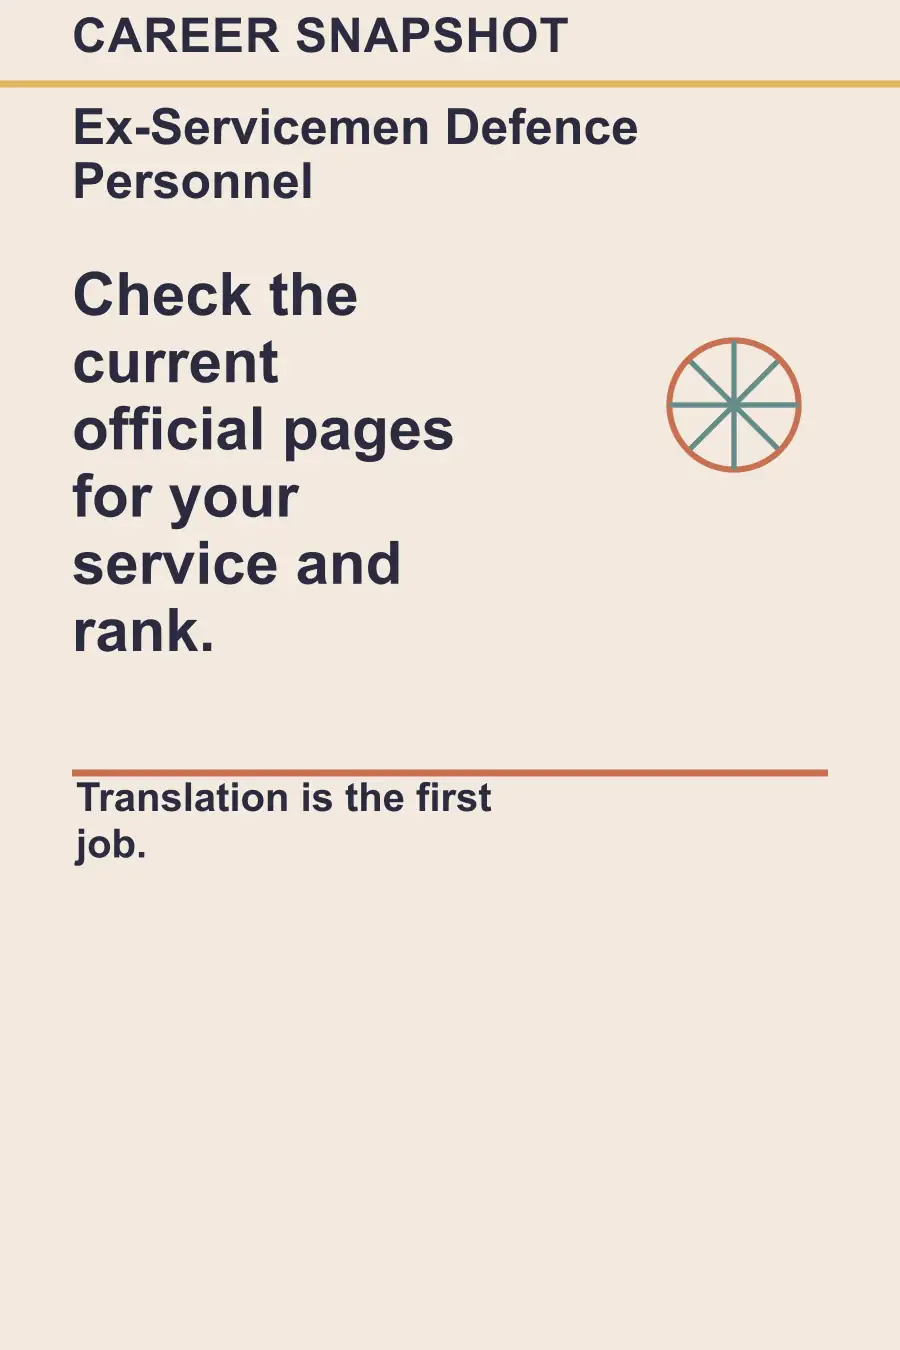 CAREER SNAPSHOT
Ex-Servicemen Defence
Personnel
Check the
current
official pages
for your
service and
rank.
Translation is the first
job.